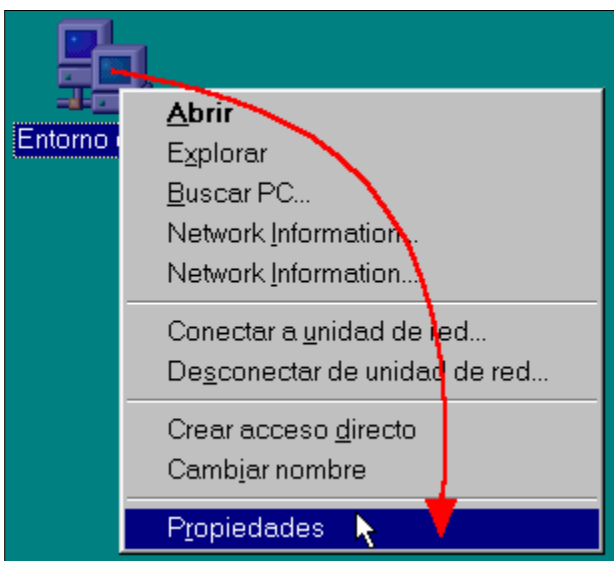 Entorno
Abrir
Explorar
Buscar PC...
Network Information...
Network Information...
Conectar a unidad de red...
Desconectar de unidad de red...
Crear acceso directo
Cambiar nombre
Propiedades